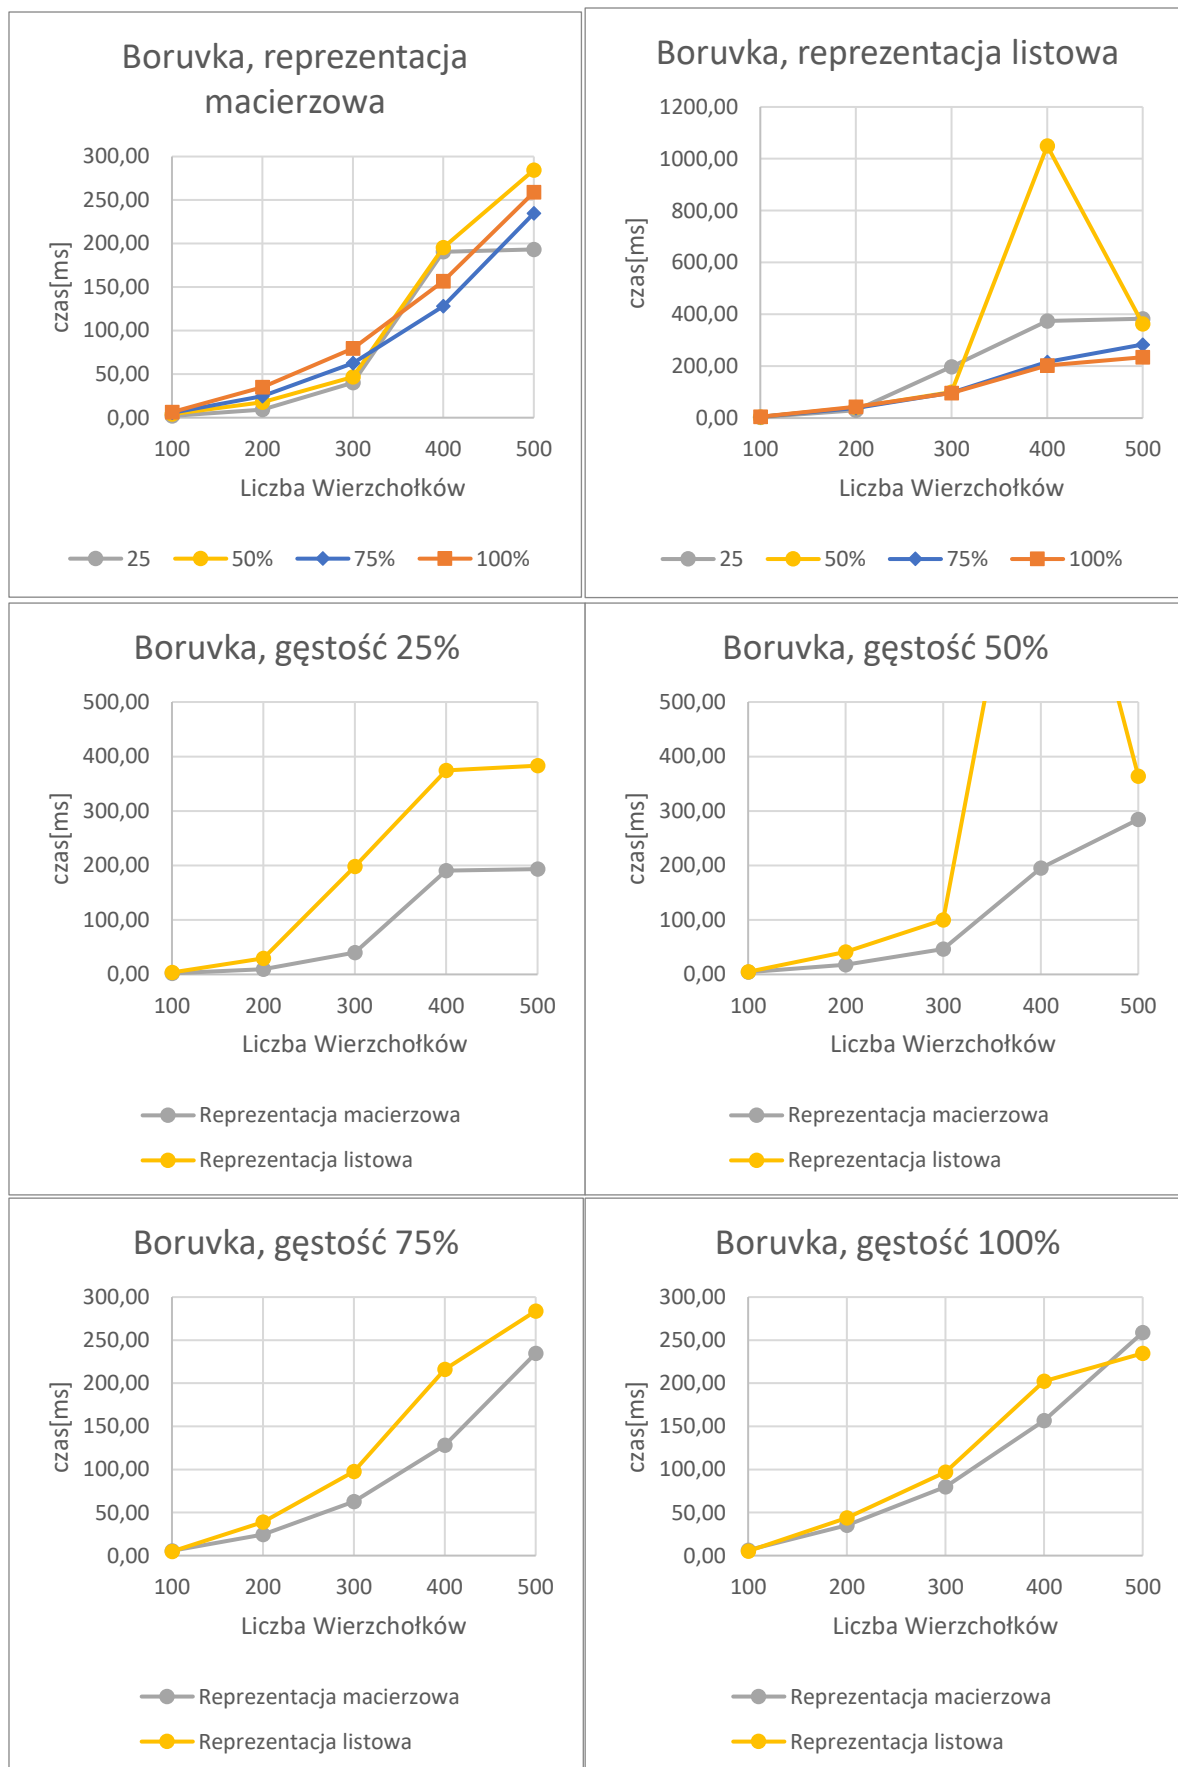 Boruvka, reprezentacja
macierzowa
300,00
250,00
200,00
150,00
100,00
50,00
0,00
czas[ms]
100 200 300 400 500
Liczba Wierzchołków
25 50% 75% 100%
Boruvka, reprezentacja listowa
1200,00
1000,00
800,00
600,00
400,00
200,00
0,00
czas[ms]
100 200 300 400 500
Liczba Wierzchołków
25 50% 75% 100%
Boruvka, gęstość 25%
500,00
400,00
300,00
200,00
100,00
0,00
czas[ms]
100 200 300 400 500
Liczba Wierzchołków
Reprezentacja macierzowa
Reprezentacja listowa
Boruvka, gęstość 50%
500,00
400,00
300,00
200,00
100,00
0,00
czas[ms]
100 200 300 400 500
Liczba Wierzchołków
Reprezentacja macierzowa
Reprezentacja listowa
Boruvka, gęstość 75%
300,00
250,00
200,00
150,00
100,00
50,00
0,00
czas[ms]
100 200 300 400 500
Liczba Wierzchołków
Reprezentacja macierzowa
Reprezentacja listowa
Boruvka, gęstość 100%
300,00
250,00
200,00
150,00
100,00
50,00
0,00
czas[ms]
100 200 300 400 500
Liczba Wierzchołków
Reprezentacja macierzowa
Reprezentacja listowa